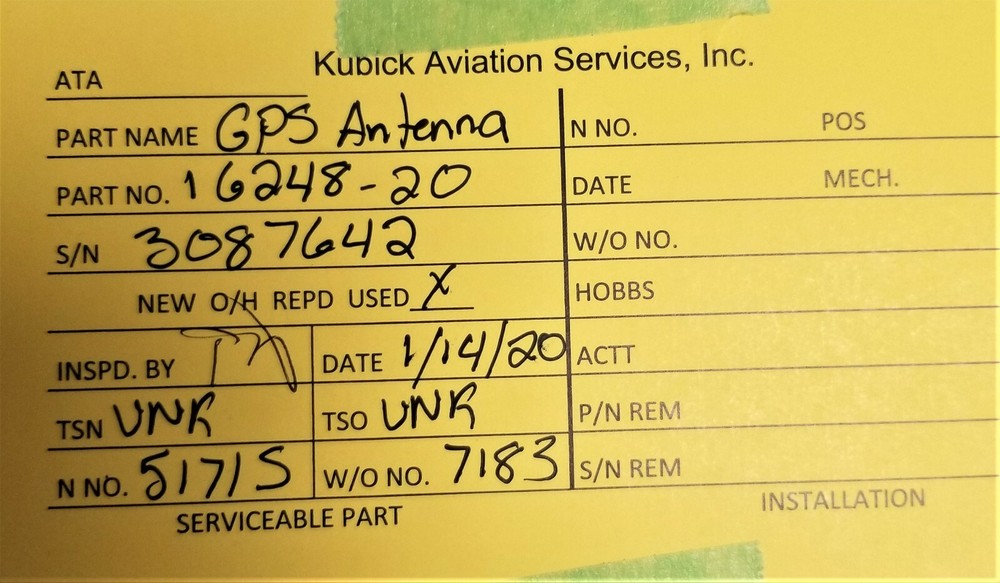 Kubick Aviation Services, Inc.
ATA
PART NAME GPS Antenna
N NO. POS
PART NO. 16248-20
DATE MECH.
S/N 3087642
W/O NO.
NEW O/H REPD USED X
HOBBS
INSPD. BY
DATE 1/14/20
ACTT
TSN UNK
TSO UNK
P/N REM
N NO. 5171S
W/O NO. 7183
S/N REM
SERVICEABLE PART
INSTALLATION